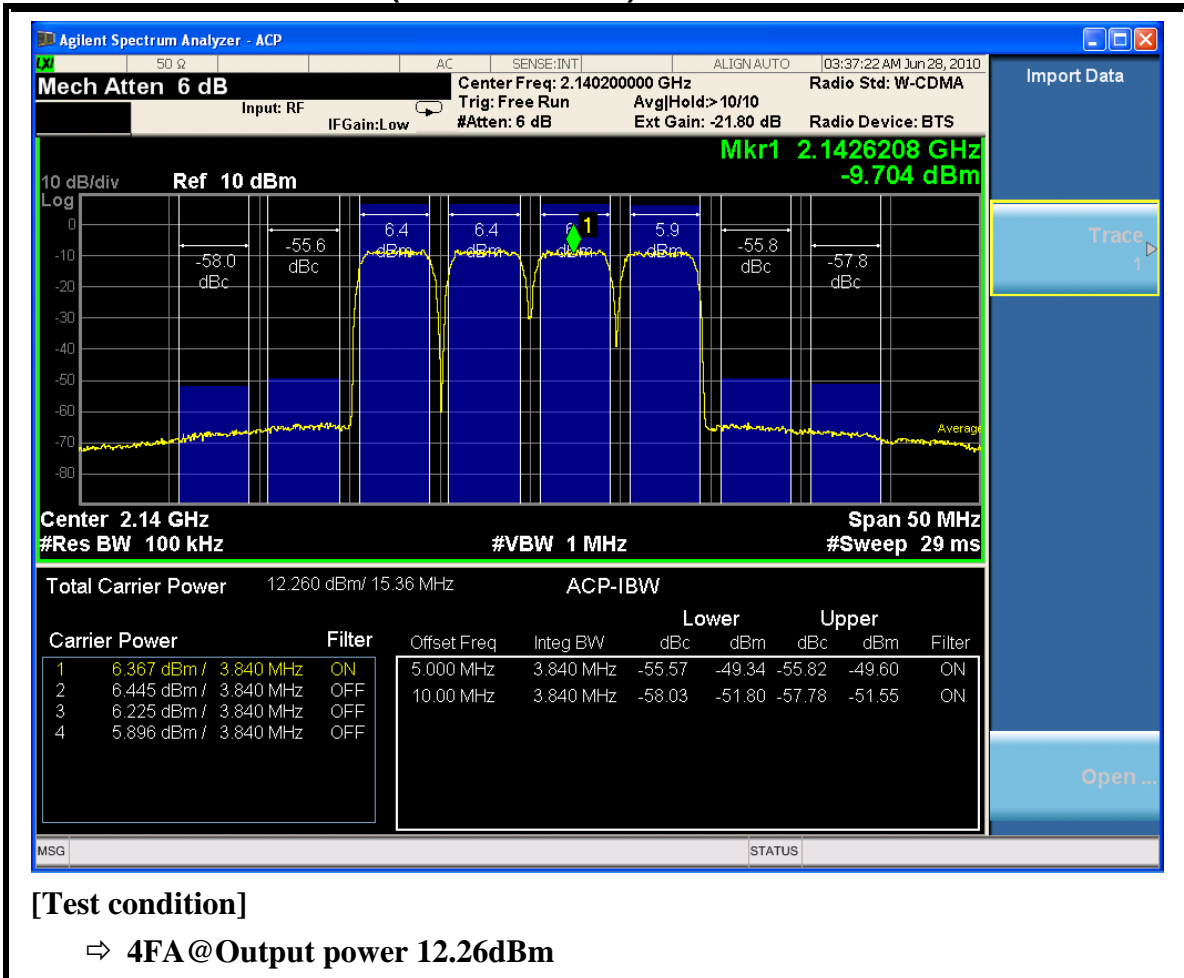 Agilent Spectrum Analyzer - ACP
LXI 50 Ω AC SENSE:INT ALIGN AUTO 03:37:22 AM Jun 28, 2010
Mech Atten 6 dB Center Freq: 2.140200000 GHz Radio Std: W-CDMA
Input: RF Trig: Free Run Avg|Hold:> 10/10
IFGain:Low #Atten: 6 dB Ext Gain: -21.80 dB Radio Device: BTS
Import Data
Mkr1 2.1426208 GHz
-9.704 dBm
10 dB/div Ref 10 dBm
Log
0
-10
-20
-30
-40
-50
-60
-70
-80
-58.0 dBc
-55.6 dBc
6.4 dBm
6.4 dBm
1
dBm
5.9 dBm
-55.8 dBc
-57.8 dBc
Average
Trace
1
Center 2.14 GHz Span 50 MHz
#Res BW 100 kHz #VBW 1 MHz #Sweep 29 ms
Total Carrier Power 12.260 dBm/ 15.36 MHz ACP-IBW
Lower Upper
Carrier Power Filter Offset Freq Integ BW dBc dBm dBc dBm Filter
1 6.367 dBm / 3.840 MHz ON 5.000 MHz 3.840 MHz -55.57 -49.34 -55.82 -49.60 ON
2 6.445 dBm / 3.840 MHz OFF 10.00 MHz 3.840 MHz -58.03 -51.80 -57.78 -51.55 ON
3 6.225 dBm / 3.840 MHz OFF
4 5.896 dBm / 3.840 MHz OFF
Open ...
MSG STATUS
[Test condition]
⇨ 4FA@Output power 12.26dBm